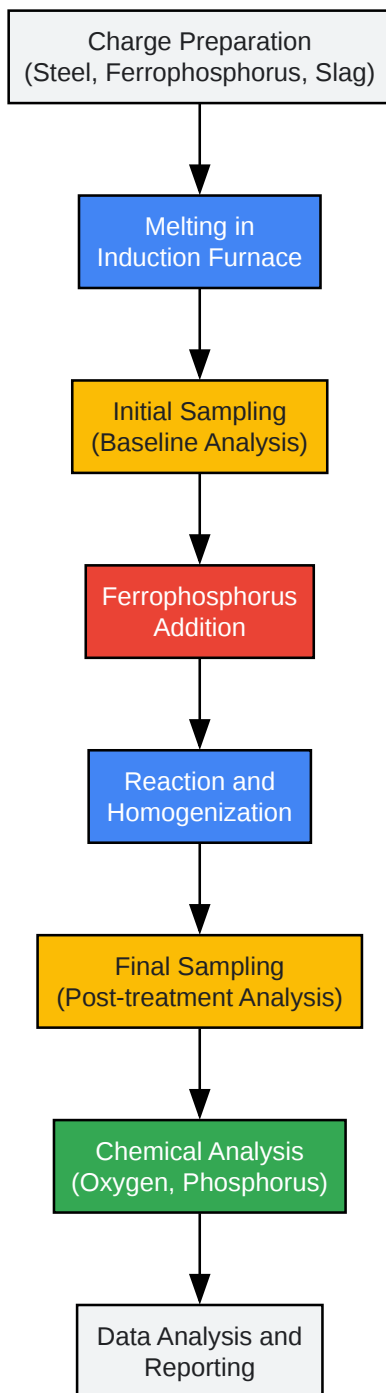 Charge Preparation
(Steel, Ferrophosphorus, Slag)
Melting in
Induction Furnace
Initial Sampling
(Baseline Analysis)
Ferrophosphorus
Addition
Reaction and
Homogenization
Final Sampling
(Post-treatment Analysis)
Chemical Analysis
(Oxygen, Phosphorus)
Data Analysis and
Reporting